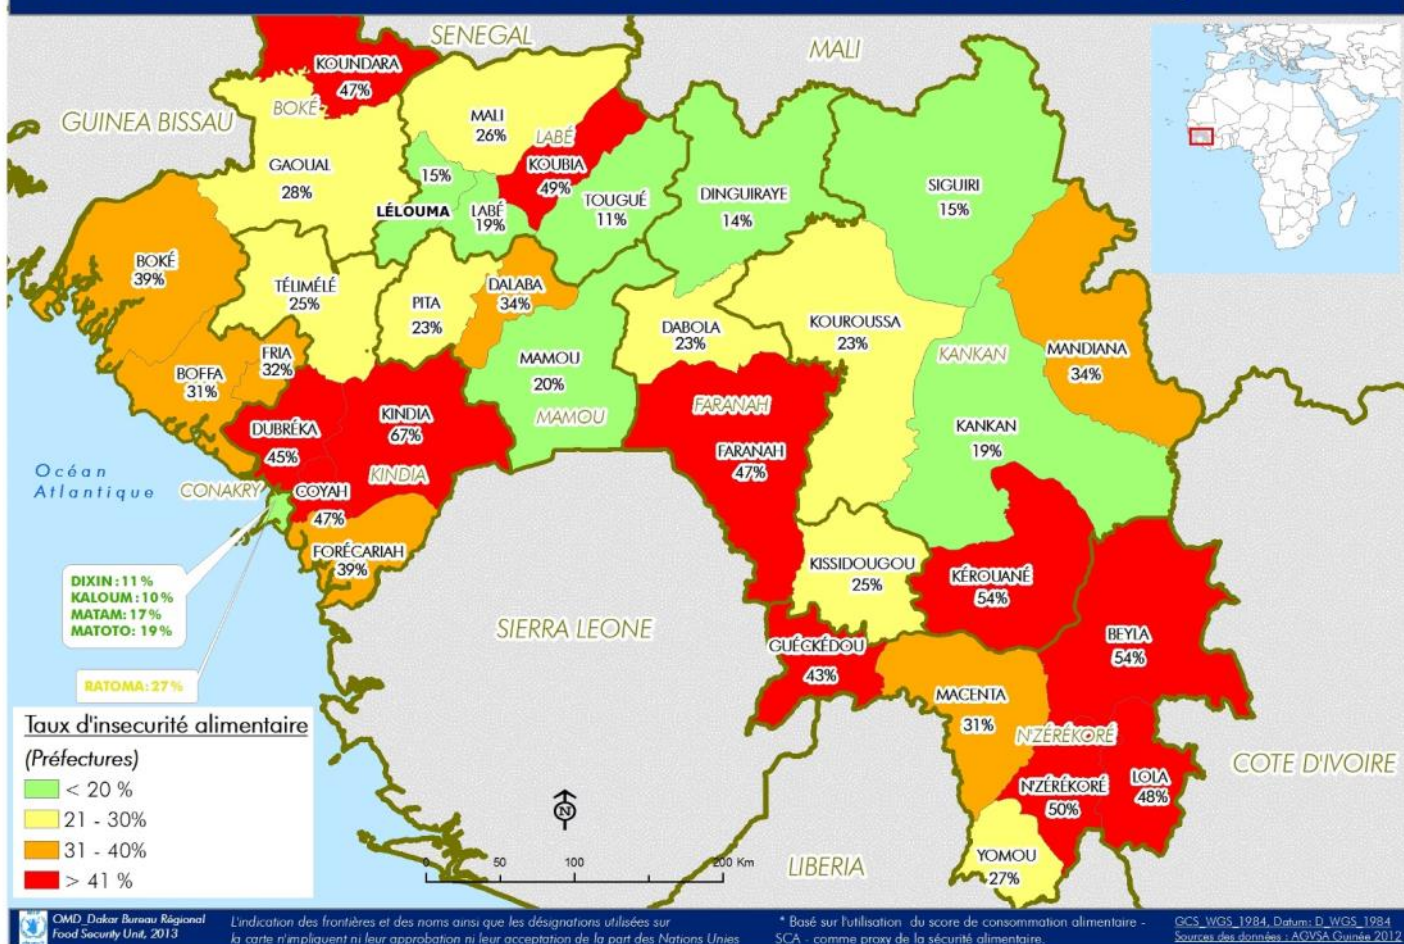 SENEGAL
MALI
GUINEA BISSAU
KOUNDARA
47%
BOKÉ
MALI
26%
LABÉ
KOUBIA
49%
GAOUAL
28%
15%
LÉLOUMA
LABÉ
19%
TOUGUÉ
11%
DINGUIRAYE
14%
SIGUIRI
15%
BOKÉ
39%
TÉLIMÉLÉ
25%
PITA
23%
DALABA
34%
DABOLA
23%
KOUROUSSA
23%
KANKAN
MANDIANA
34%
FRIA
32%
BOFFA
31%
MAMOU
20%
MAMOU
FARANAH
FARANAH
47%
KANKAN
19%
DUBRÉKA
45%
KINDIA
67%
KINDIA
Océan
Atlantique
CONAKRY
COYAH
47%
FORÉCARIAH
39%
DIXIN : 11 %
KALOUM : 10%
MATAM: 17%
MATOTO: 19%
RATOMA: 27%
KISSIDOUGOU
25%
KÉROUANÉ
54%
SIERRA LEONE
GUÉCKÉDOU
43%
BEYLA
54%
MACENTA
31%
N'ZÉRÉKORÉ
N'ZÉRÉKORÉ
50%
LOLA
48%
COTE D'IVOIRE
YOMOU
27%
LIBERIA
Taux d'insecurité alimentaire
(Préfectures)
< 20 %
21 - 30%
31 - 40%
> 41 %
N
0 50 100 200 Km
OMD_Dakar Bureau Régional
Food Security Unit, 2013
L'indication des frontières et des noms ainsi que les désignations utilisées sur
la carte n'impliquent ni leur approbation ni leur acceptation de la part des Nations Unies
* Basé sur l'utilisation du score de consommation alimentaire -
SCA - comme proxy de la sécurité alimentaire.
GCS_WGS_1984, Datum: D_WGS_1984
Sources des données : AGVSA Guinée 2012